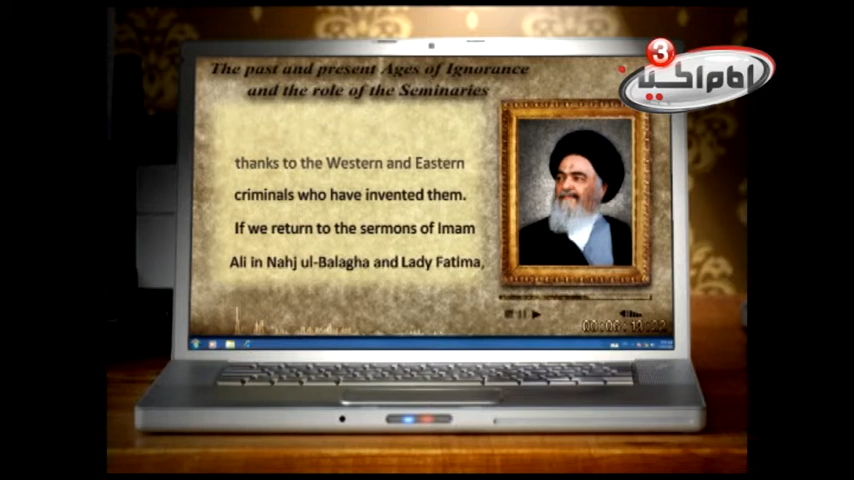 The past and present Ages of Ignorance
and the role of the Seminaries
3
thanks to the Western and Eastern
criminals who have invented them.
If we return to the sermons of Imam
Ali in Nahj ul-Balagha and Lady Fatima,